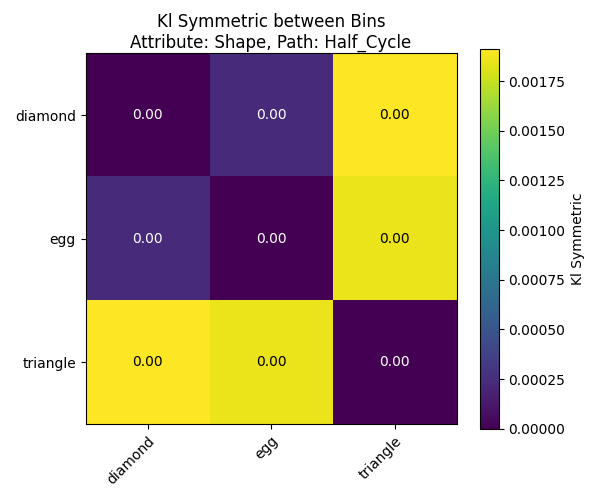 Kl Symmetric between Bins
Attribute: Shape, Path: Half_Cycle
diamond
0.00 0.00 0.00
egg
0.00 0.00 0.00
triangle
0.00 0.00 0.00
diamond egg triangle
0.00175
0.00150
0.00125
0.00100
0.00075
0.00050
0.00025
0.00000
Kl Symmetric